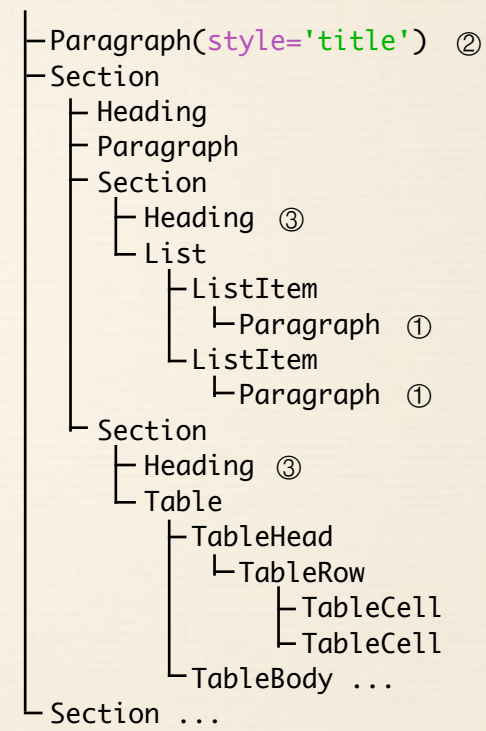 Paragraph(style='title') ②
Section
Heading
Paragraph
Section
Heading ③
List
ListItem
Paragraph ①
ListItem
Paragraph ①
Section
Heading ③
Table
TableHead
TableRow
TableCell
TableCell
TableBody ...
Section ...